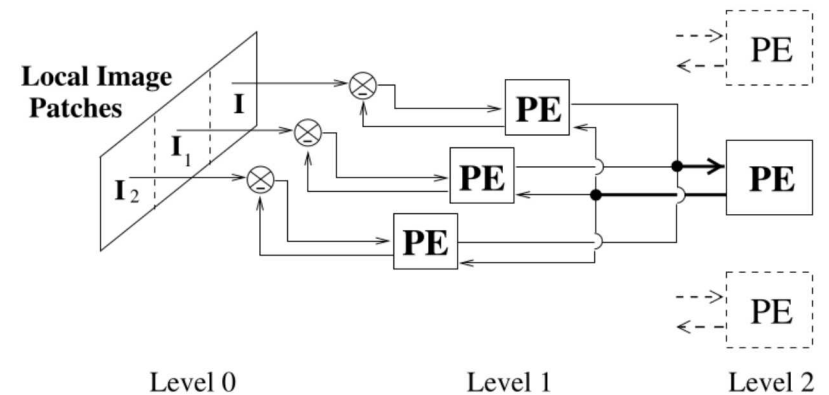 PE
Local Image
Patches
I
PE
I1
PE
PE
I2
PE
PE
Level 0
Level 1
Level 2